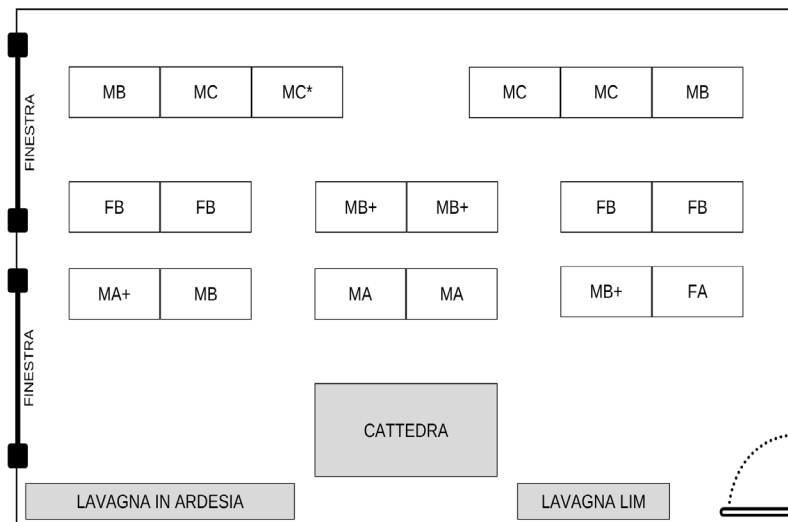 FINESTRA
MB MC MC* MC MC MB
FB FB MB+ MB+ FB FB
FINESTRA
MA+ MB MA MA MB+ FA
CATTEDRA
LAVAGNA IN ARDESIA LAVAGNA LIM